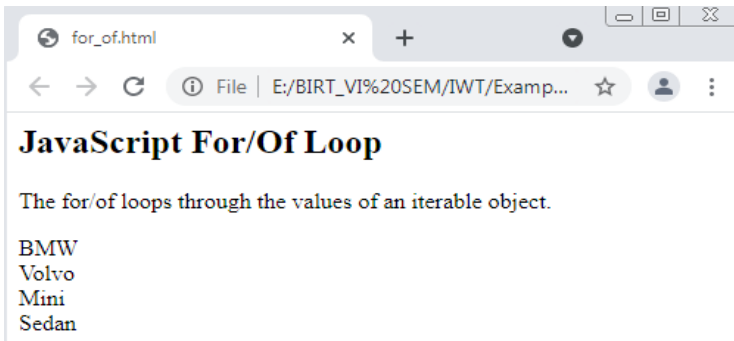 for_of.html
File | E:/BIRT_VI%20SEM/IWT/Examp...
JavaScript For/Of Loop
The for/of loops through the values of an iterable object.
BMW
Volvo
Mini
Sedan